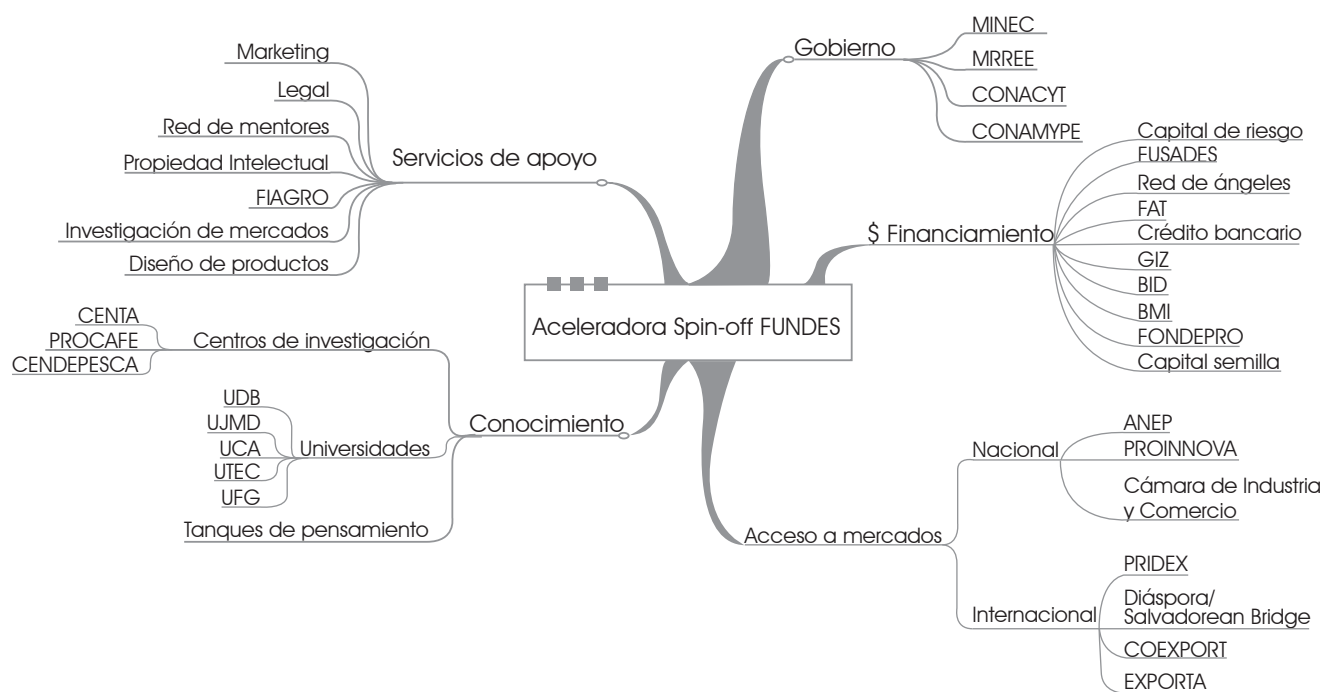 Aceleradora Spin-off FUNDES
Servicios de apoyo
Marketing
Legal
Red de mentores
Propiedad Intelectual
FIAGRO
Investigación de mercados
Diseño de productos
Conocimiento
Centros de investigación
CENTA
PROCAFE
CENDEPESCA
Universidades
UDB
UJMD
UCA
UTEC
UFG
Tanques de pensamiento
Gobierno
MINEC
MRREE
CONACYT
CONAMYPE
$ Financiamiento
Capital de riesgo
FUSADES
Red de ángeles
FAT
Crédito bancario
GIZ
BID
BMI
FONDEPRO
Capital semilla
Acceso a mercados
Nacional
ANEP
PROINNOVA
Cámara de Industria
y Comercio
Internacional
PRIDEX
Diáspora/
Salvadorean Bridge
COEXPORT
EXPORTA